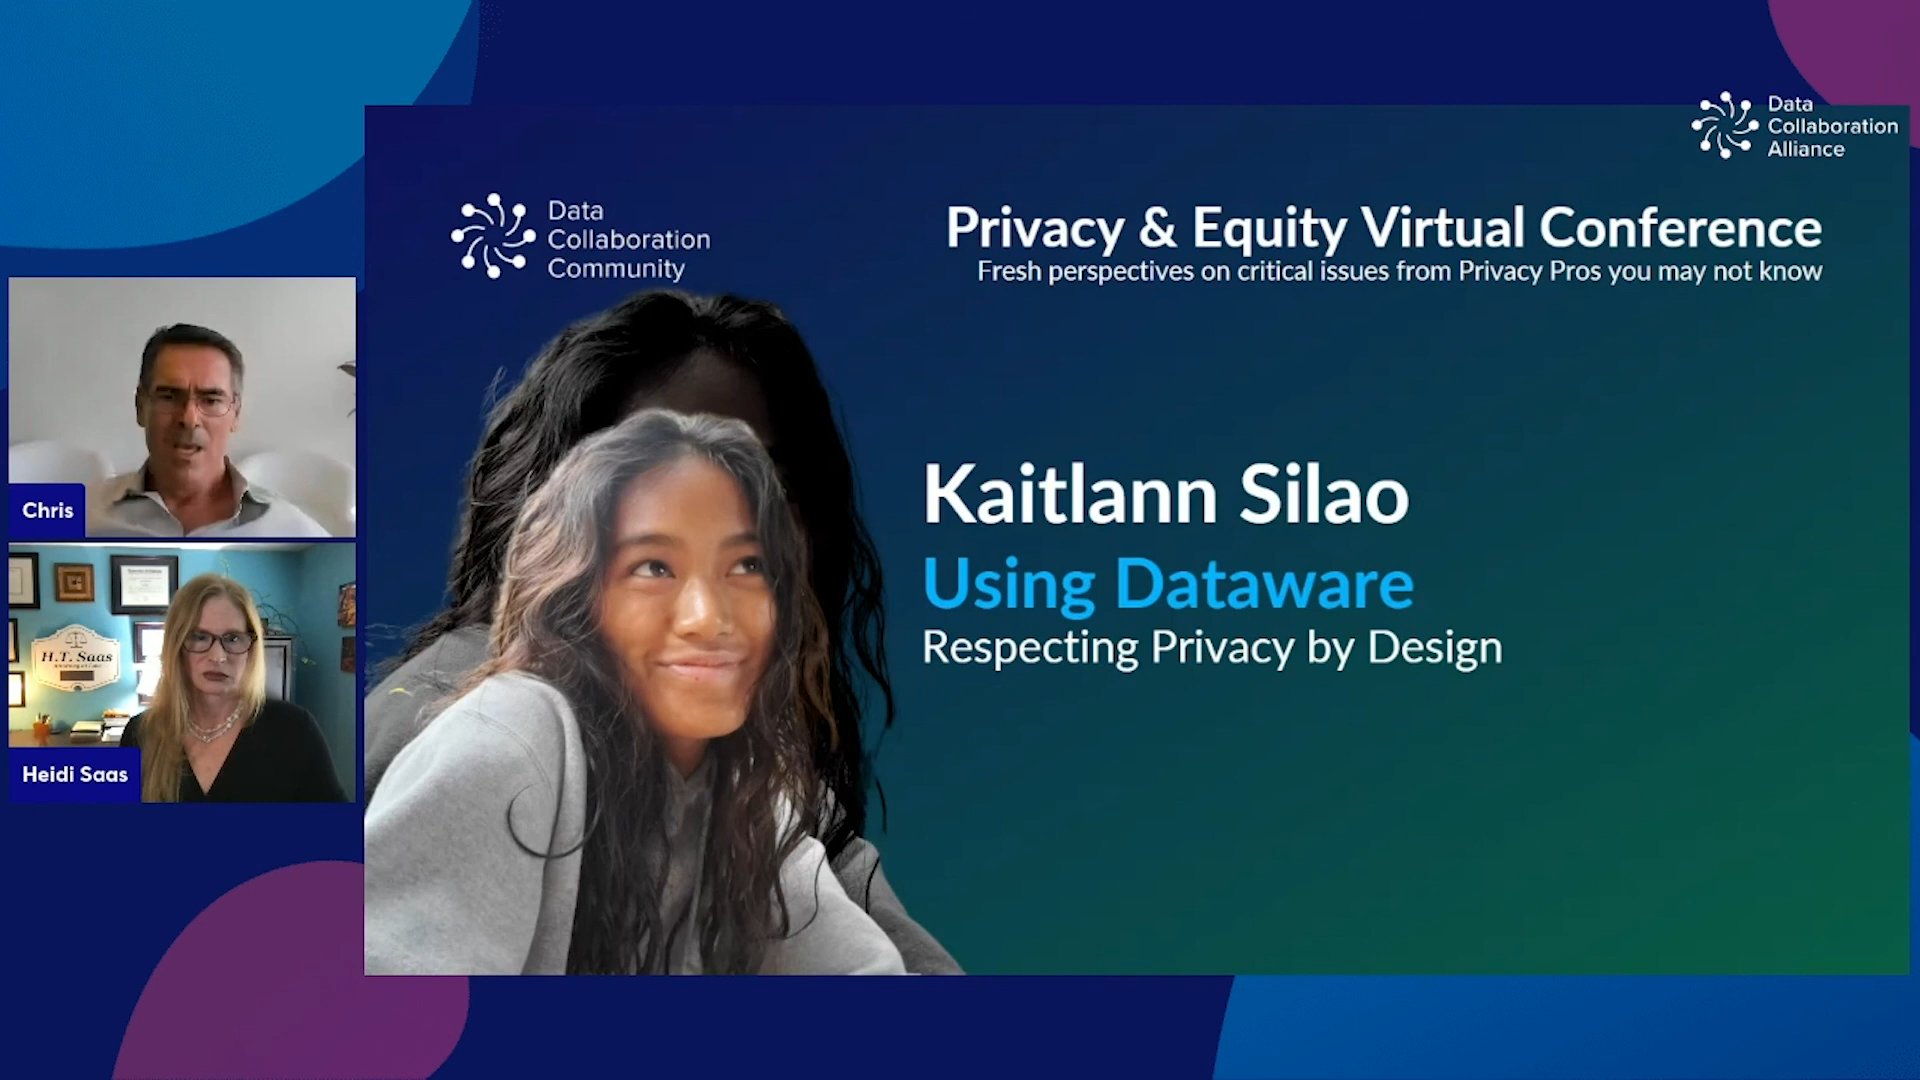 Data
Collaboration
Alliance
Data
Collaboration
Community
Privacy & Equity Virtual Conference
Fresh perspectives on critical issues from Privacy Pros you may not know
Kaitlann Silao
Using Dataware
Respecting Privacy by Design
Chris
H.T. Saas
Heidi Saas